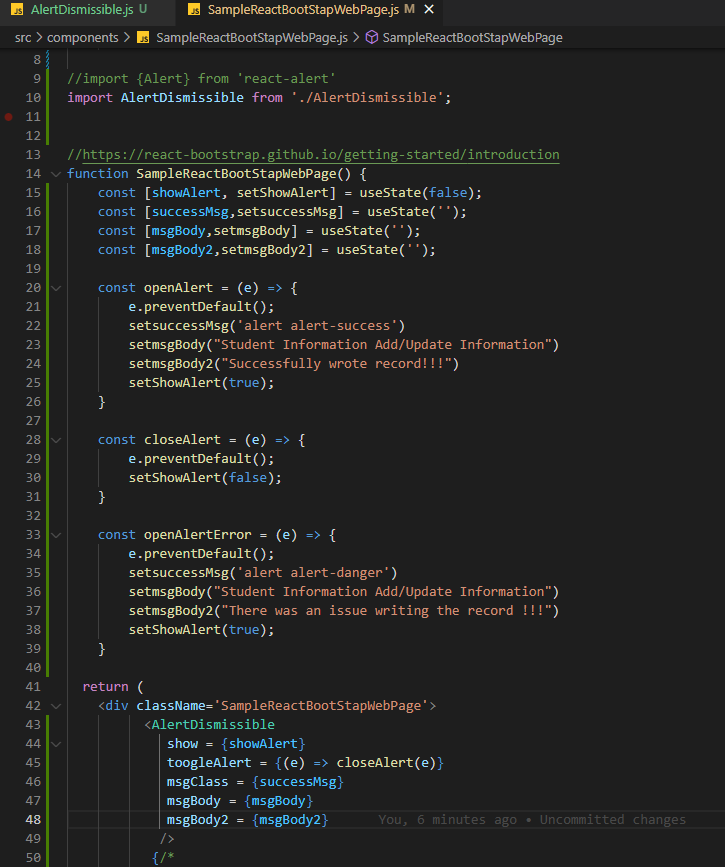 JS AlertDismissible.js U JS SampleReactBootStapWebPage.js M ×
src > components > JS SampleReactBootStapWebPage.js > SampleReactBootStapWebPage
8
9 //import {Alert} from 'react-alert'
10 import AlertDismissible from './AlertDismissible';
11
12
13 //https://react-bootstrap.github.io/getting-started/introduction
14 function SampleReactBootStapWebPage() {
15 const [showAlert, setShowAlert] = useState(false);
16 const [successMsg,setsuccessMsg] = useState('');
17 const [msgBody,setmsgBody] = useState('');
18 const [msgBody2,setmsgBody2] = useState('');
19
20 const openAlert = (e) => {
21 e.preventDefault();
22 setsuccessMsg('alert alert-success')
23 setmsgBody("Student Information Add/Update Information")
24 setmsgBody2("Successfully wrote record!!!")
25 setShowAlert(true);
26 }
27
28 const closeAlert = (e) => {
29 e.preventDefault();
30 setShowAlert(false);
31 }
32
33 const openAlertError = (e) => {
34 e.preventDefault();
35 setsuccessMsg('alert alert-danger')
36 setmsgBody("Student Information Add/Update Information")
37 setmsgBody2("There was an issue writing the record !!!")
38 setShowAlert(true);
39 }
40
41 return (
42 <div className='SampleReactBootStapWebPage'>
43 <AlertDismissible
44 show = {showAlert}
45 toogleAlert = {(e) => closeAlert(e)}
46 msgClass = {successMsg}
47 msgBody = {msgBody}
48 msgBody2 = {msgBody2} You, 6 minutes ago • Uncommitted changes
49 />
50 {/*